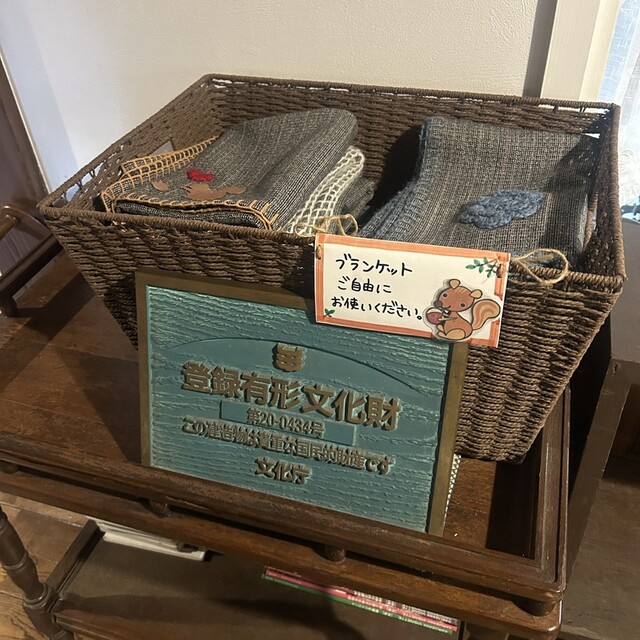 ブランケット
ご自由に
お使いください。
登録有形文化財
第20-0434号
この建造物は貴重な国民的財産です
文化庁